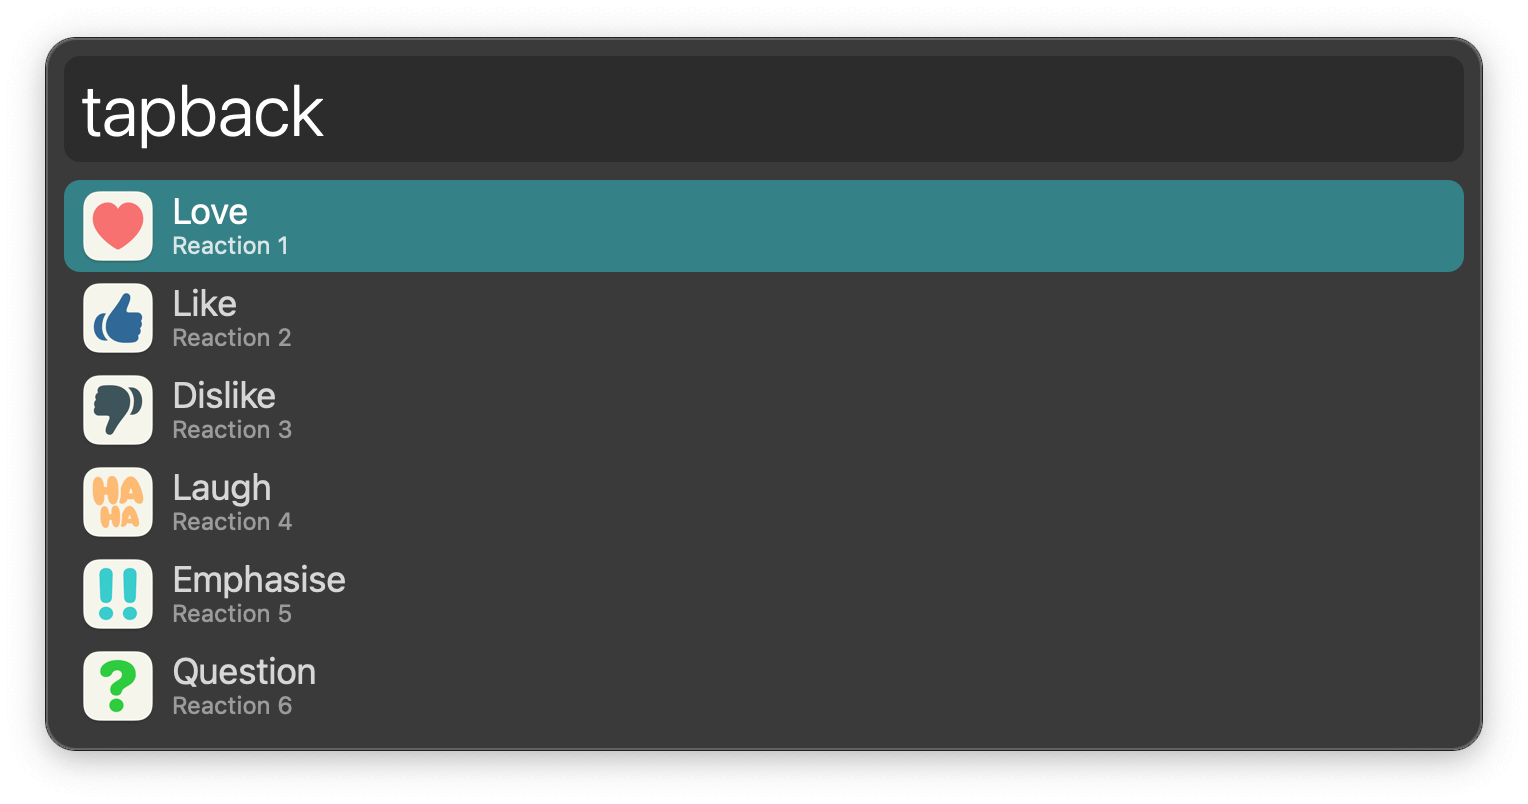 tapback
Love
Reaction 1
Like
Reaction 2
Dislike
Reaction 3
HA
HA
Laugh
Reaction 4
!!
Emphasise
Reaction 5
?
Question
Reaction 6